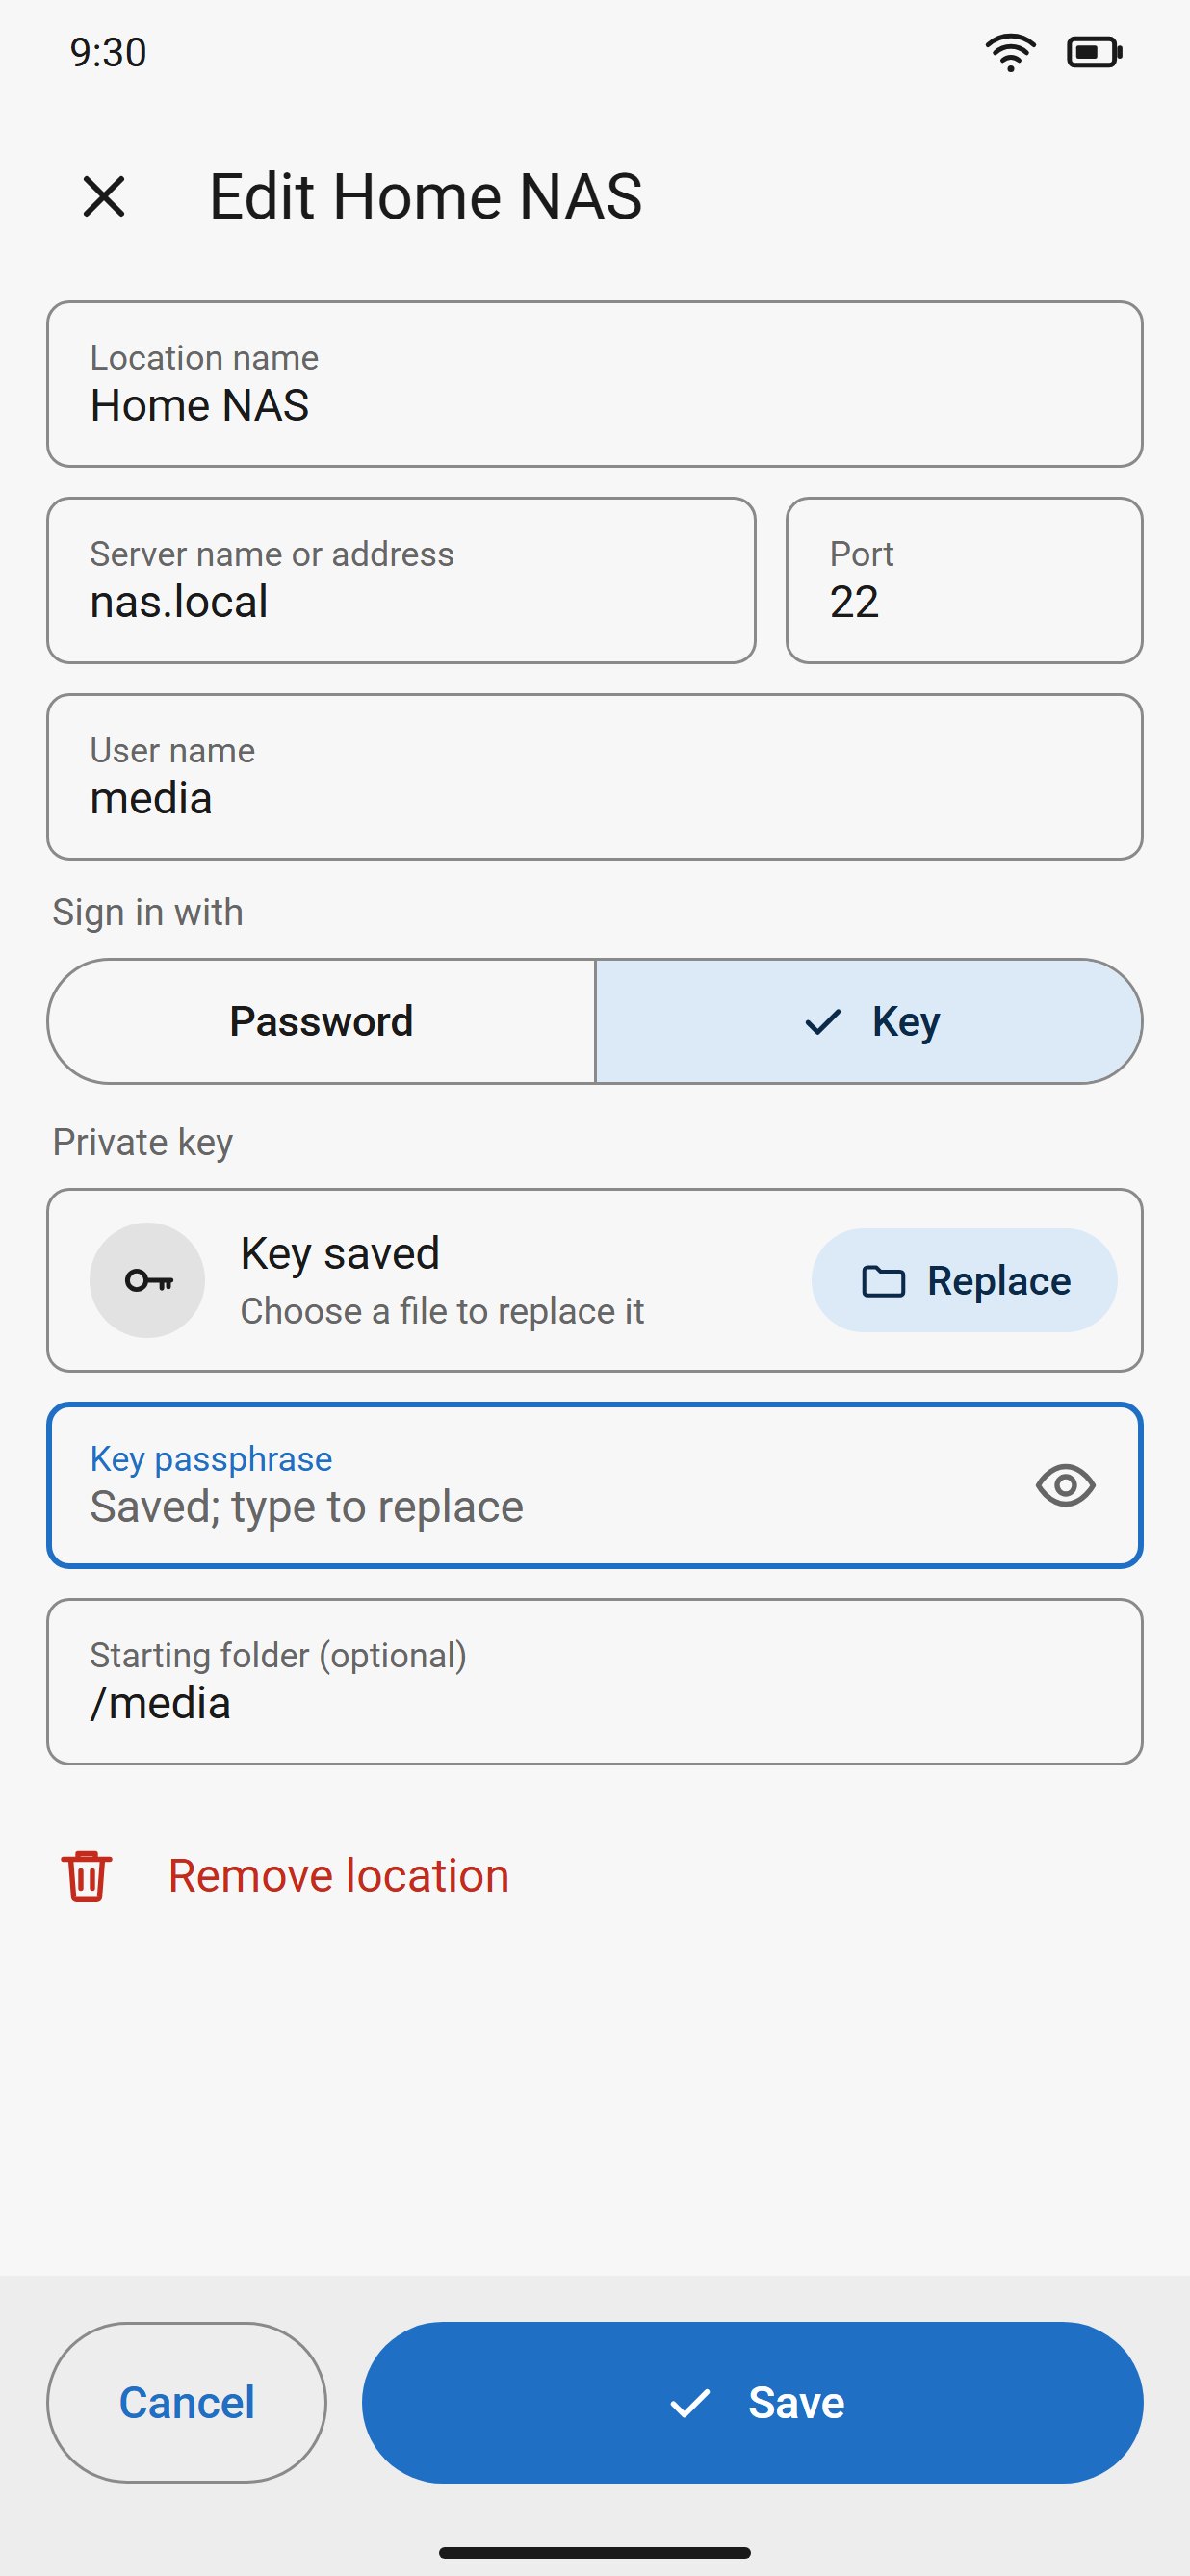 9:30
Edit Home NAS
Location name
Home NAS
Server name or address
nas.local
Port
22
User name
media
Sign in with
Password
Key
Private key
Key saved
Choose file to replace it
Replace
Key passphrase
Saved; type to replace
Starting folder (optional)
/media
Remove location
Cancel
Save